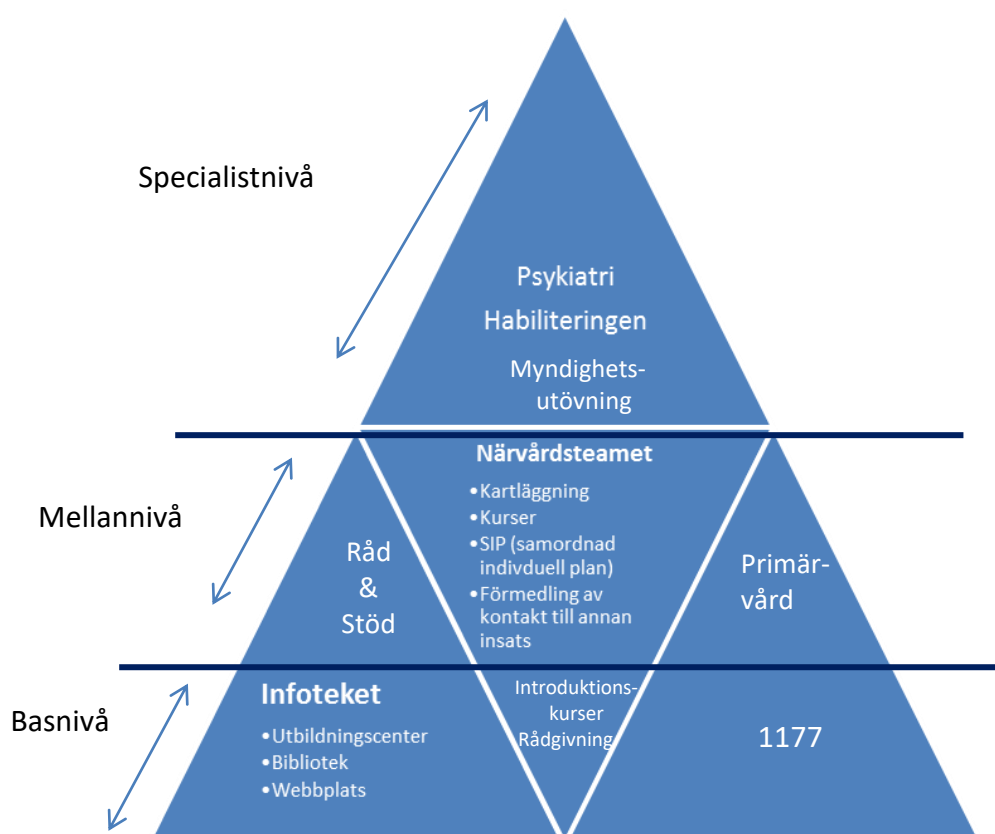 Specialistnivå
Psykiatri
Habiliteringen
Myndighets-
utövning
Mellannivå
Råd
&
Stöd
Närvårdsteamet
•Kartläggning
•Kurser
•SIP (samordnad
indivduell plan)
•Förmedling av
kontakt till annan
insats
Primär-
vård
Basnivå
Infoteket
•Utbildningscenter
•Bibliotek
•Webbplats
Introduktions-
kurser
Rådgivning
1177